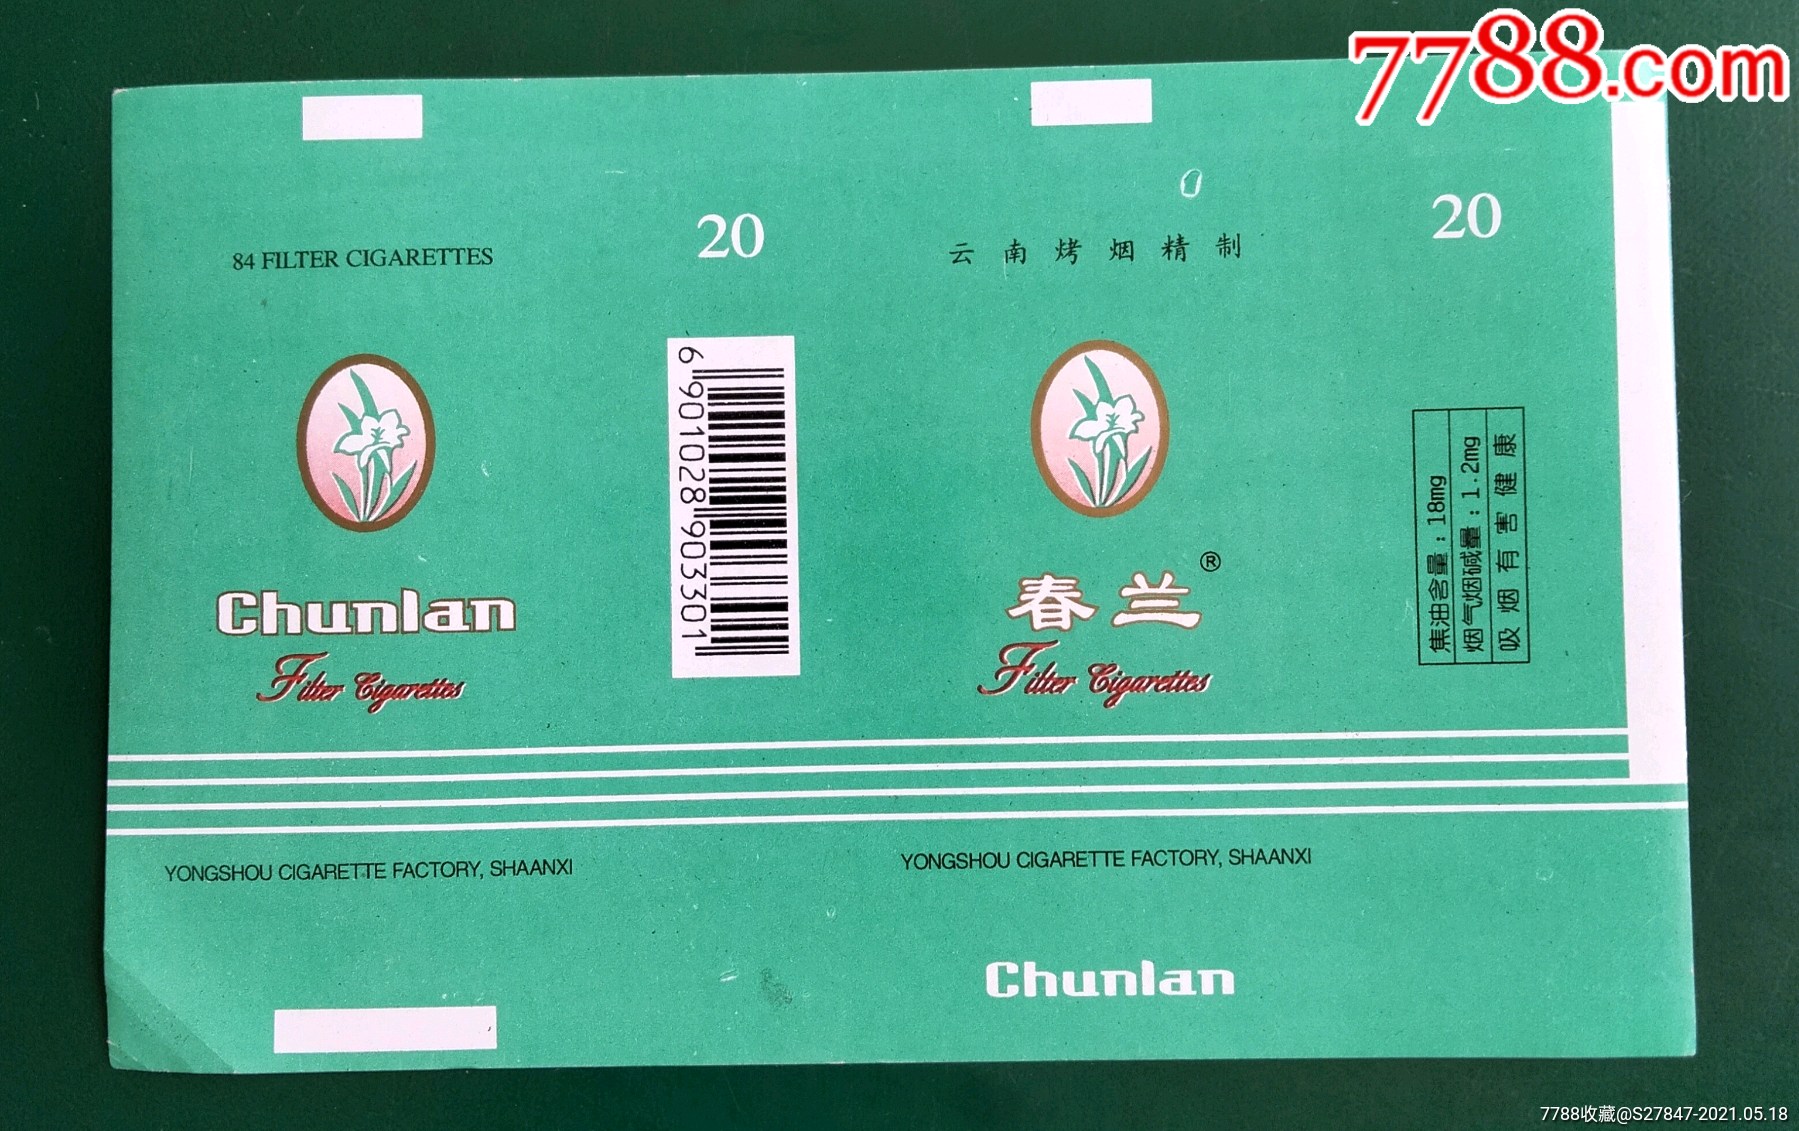 7788.com
84 FILTER CIGARETTES
20
云南烤烟精制
20
6 901028 903301
Chunlan
Filter Cigarettes
春兰®
Filter Cigarettes
焦油含量：18mg
烟气烟碱量：1.2mg
吸烟有害健康
YONGSHOU CIGARETTE FACTORY, SHAANXI
YONGSHOU CIGARETTE FACTORY, SHAANXI
Chunlan
7788收藏@S27847-2021.05.18